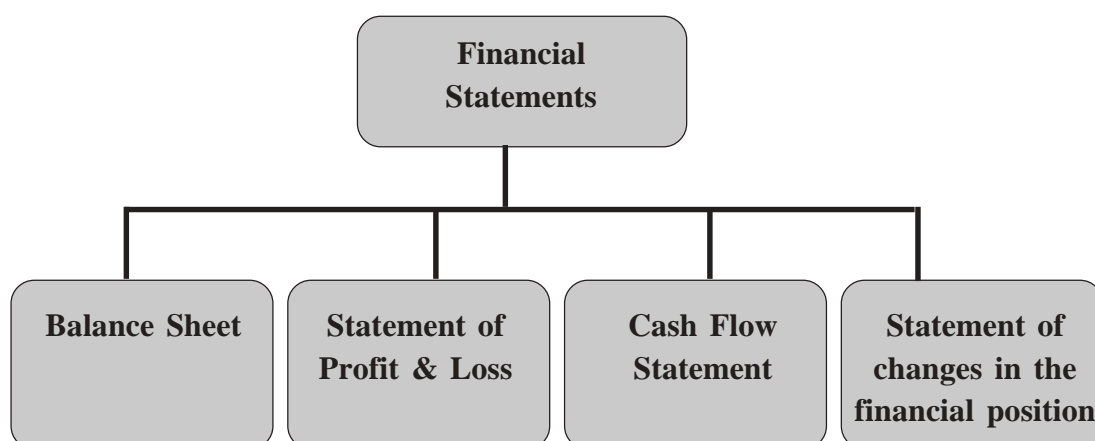 Financial
Statements
Balance Sheet
Statement of
Profit & Loss
Cash Flow
Statement
Statement of
changes in the
financial position